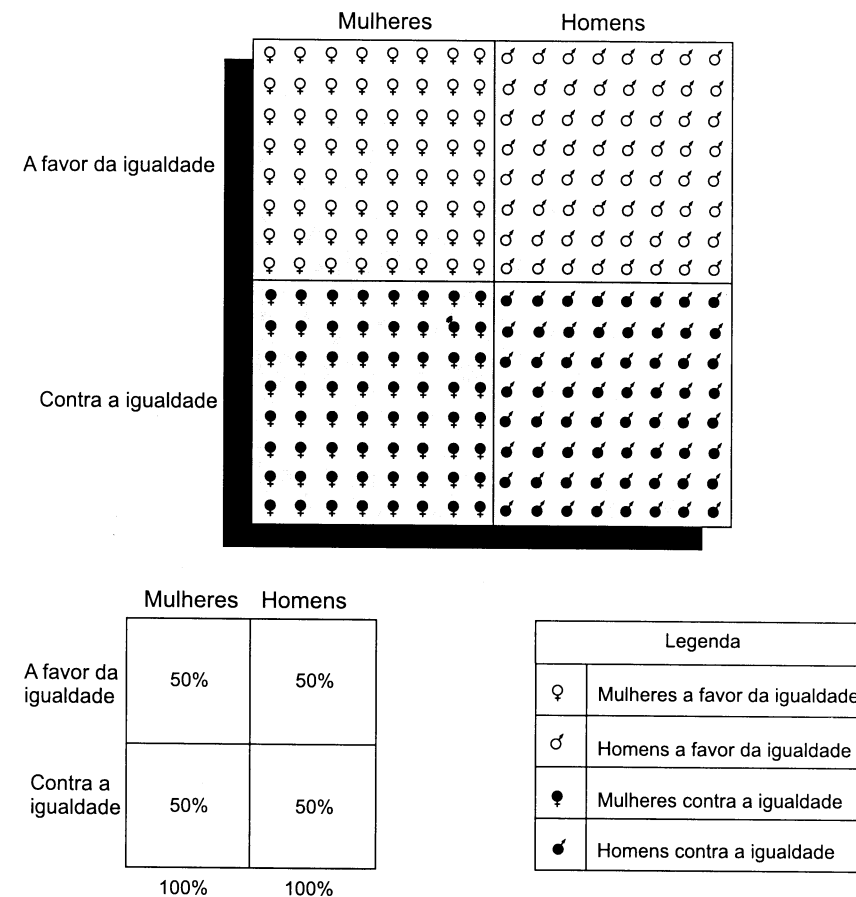 Mulheres Homens
A favor da igualdade
Contra a igualdade
Mulheres Homens
A favor da
igualdade
50% 50%
Contra a
igualdade
50% 50%
100% 100%
Legenda
Mulheres a favor da igualdade
Homens a favor da igualdade
Mulheres contra a igualdade
Homens contra a igualdade